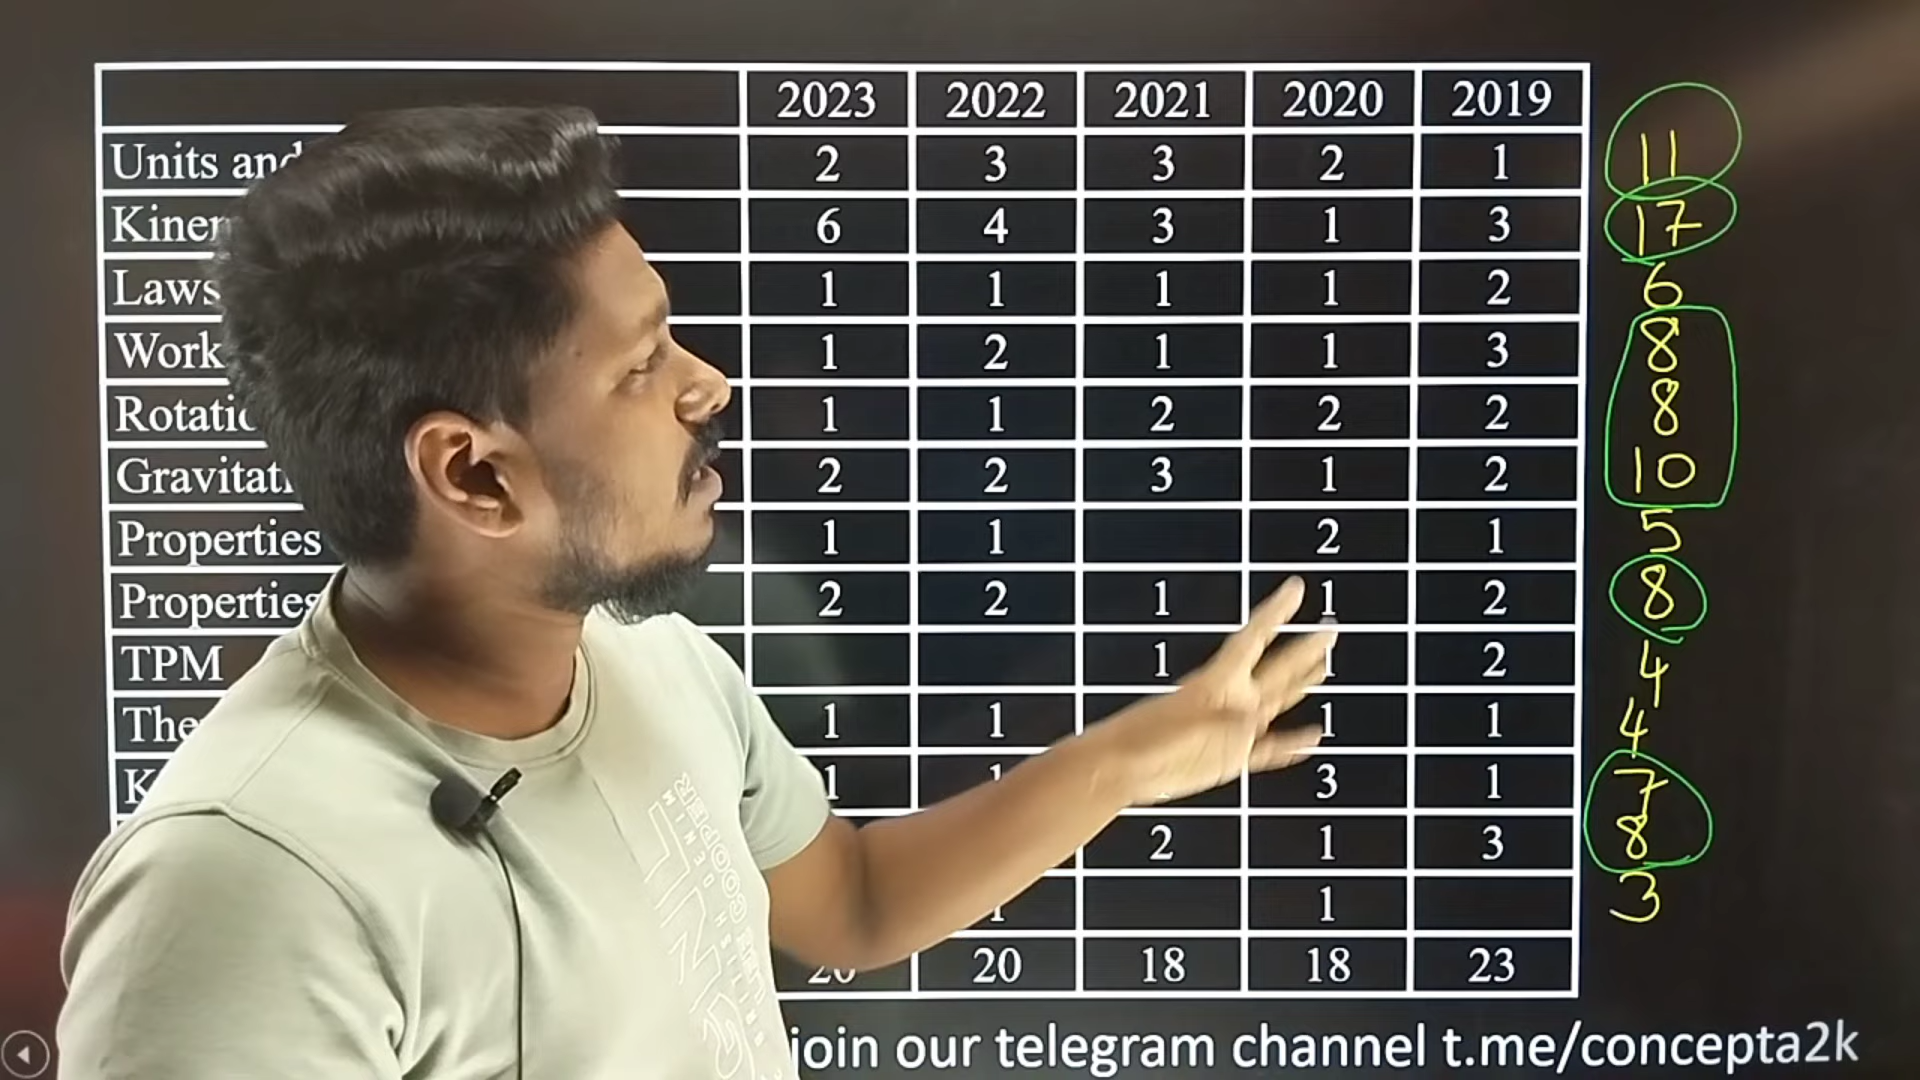 2023 2022 2021 2020 2019
Units and 2 3 3 2 1 11
6 4 3 1 3 17
Laws 1 1 1 1 2 6
Work 1 2 1 1 3 8
1 1 2 2 2 8
2 2 3 1 2 10
Properties 1 1 2 1 5
Properties 2 2 1 1 2 8
TPM 1 1 2 4
1 1 1 1 4
1 1 3 1 7
2 1 3 8
1 1 3
20 20 18 18 23
COOPER
join our telegram channel t.me/concepta2k